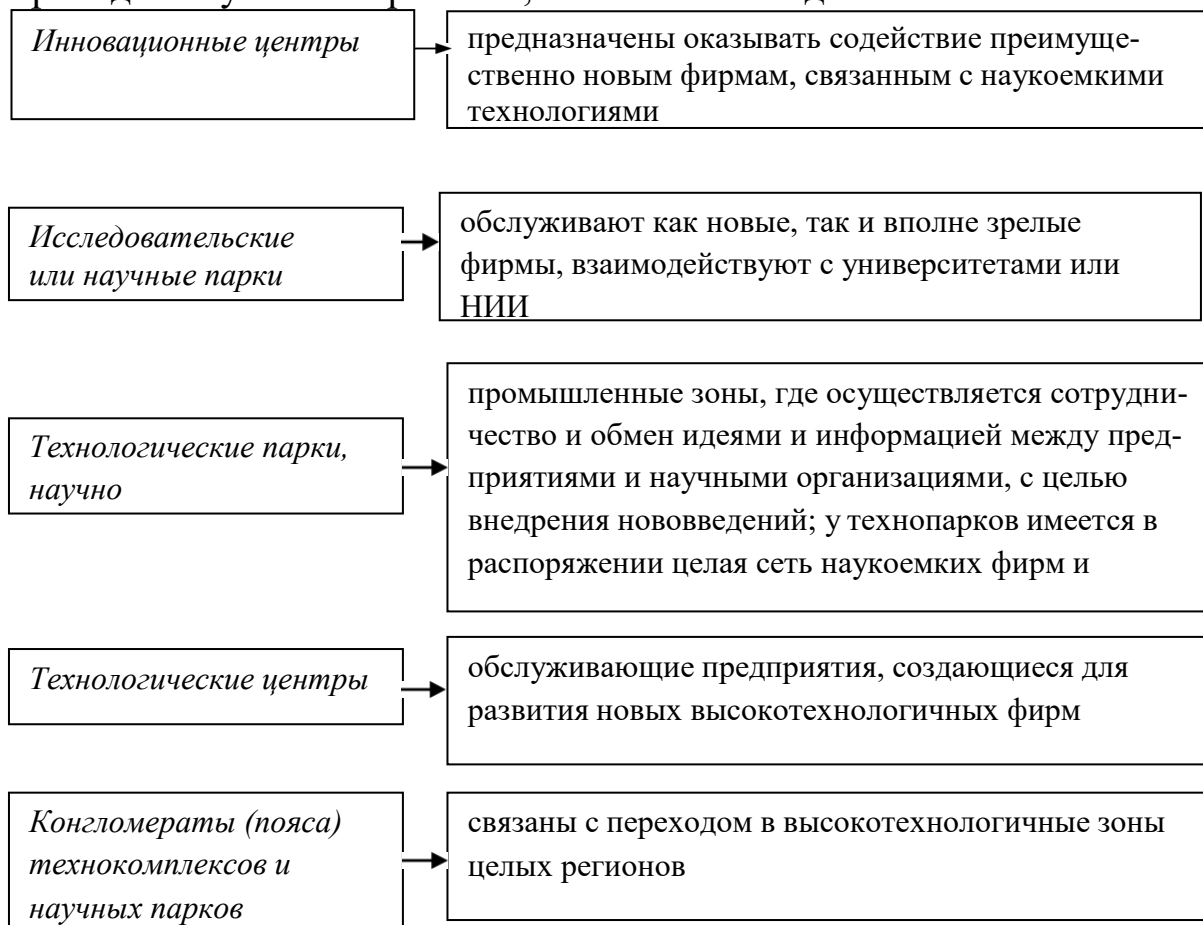 Инновационные центры
предназначены оказывать содействие преимуще-
ственно новым фирмам, связанным с наукоемкими
технологиями
Исследовательские
или научные парки
обслуживают как новые, так и вполне зрелые
фирмы, взаимодействуют с университетами или
НИИ
Технологические парки,
научно
промышленные зоны, где осуществляется сотрудни-
чество и обмен идеями и информацией между пред-
приятиями и научными организациями, с целью
внедрения нововведений; у технопарков имеется в
распоряжении целая сеть наукоемких фирм и
Технологические центры
обслуживающие предприятия, создающиеся для
развития новых высокотехнологичных фирм
Конгломераты (пояса)
технокомплексов и
научных парков
связаны с переходом в высокотехнологичные зоны
целых регионов